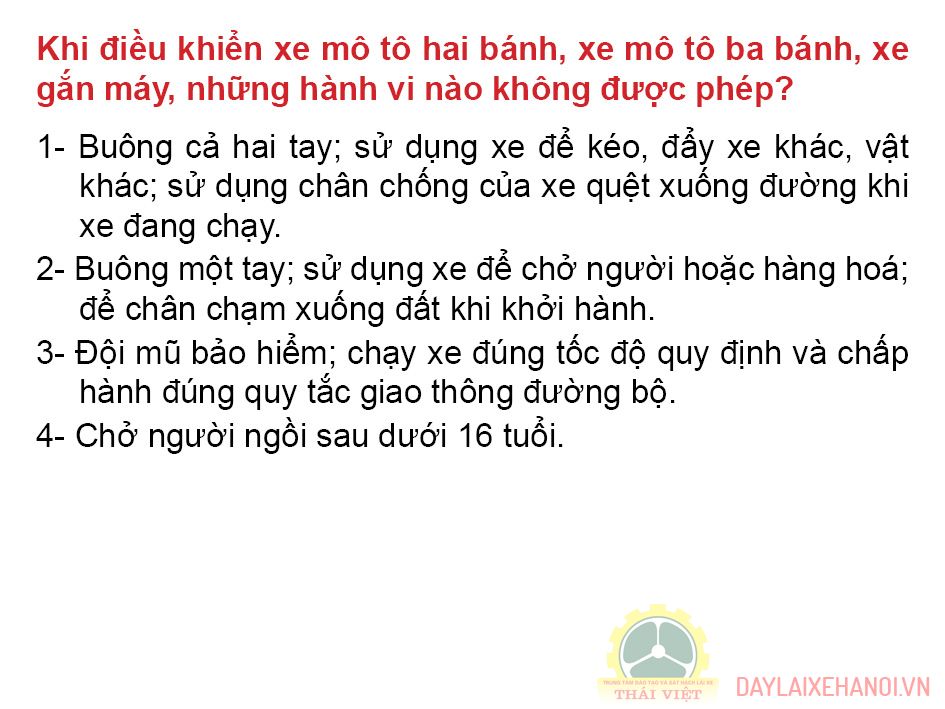 Khi điều khiển xe mô tô hai bánh, xe mô tô ba bánh, xe
gắn máy, những hành vi nào không được phép?
1- Buông cả hai tay; sử dụng xe để kéo, đẩy xe khác, vật
khác; sử dụng chân chống của xe quệt xuống đường khi
xe đang chạy.
2- Buông một tay; sử dụng xe để chở người hoặc hàng hoá;
để chân chạm xuống đất khi khởi hành.
3- Đội mũ bảo hiểm; chạy xe đúng tốc độ quy định và chấp
hành đúng quy tắc giao thông đường bộ.
4- Chở người ngồi sau dưới 16 tuổi.
TRUNG TÂM ĐÀO TẠO VÀ SÁT HẠCH LÁI XE
THÁI VIỆT
DAYLAIXEHANOI.VN